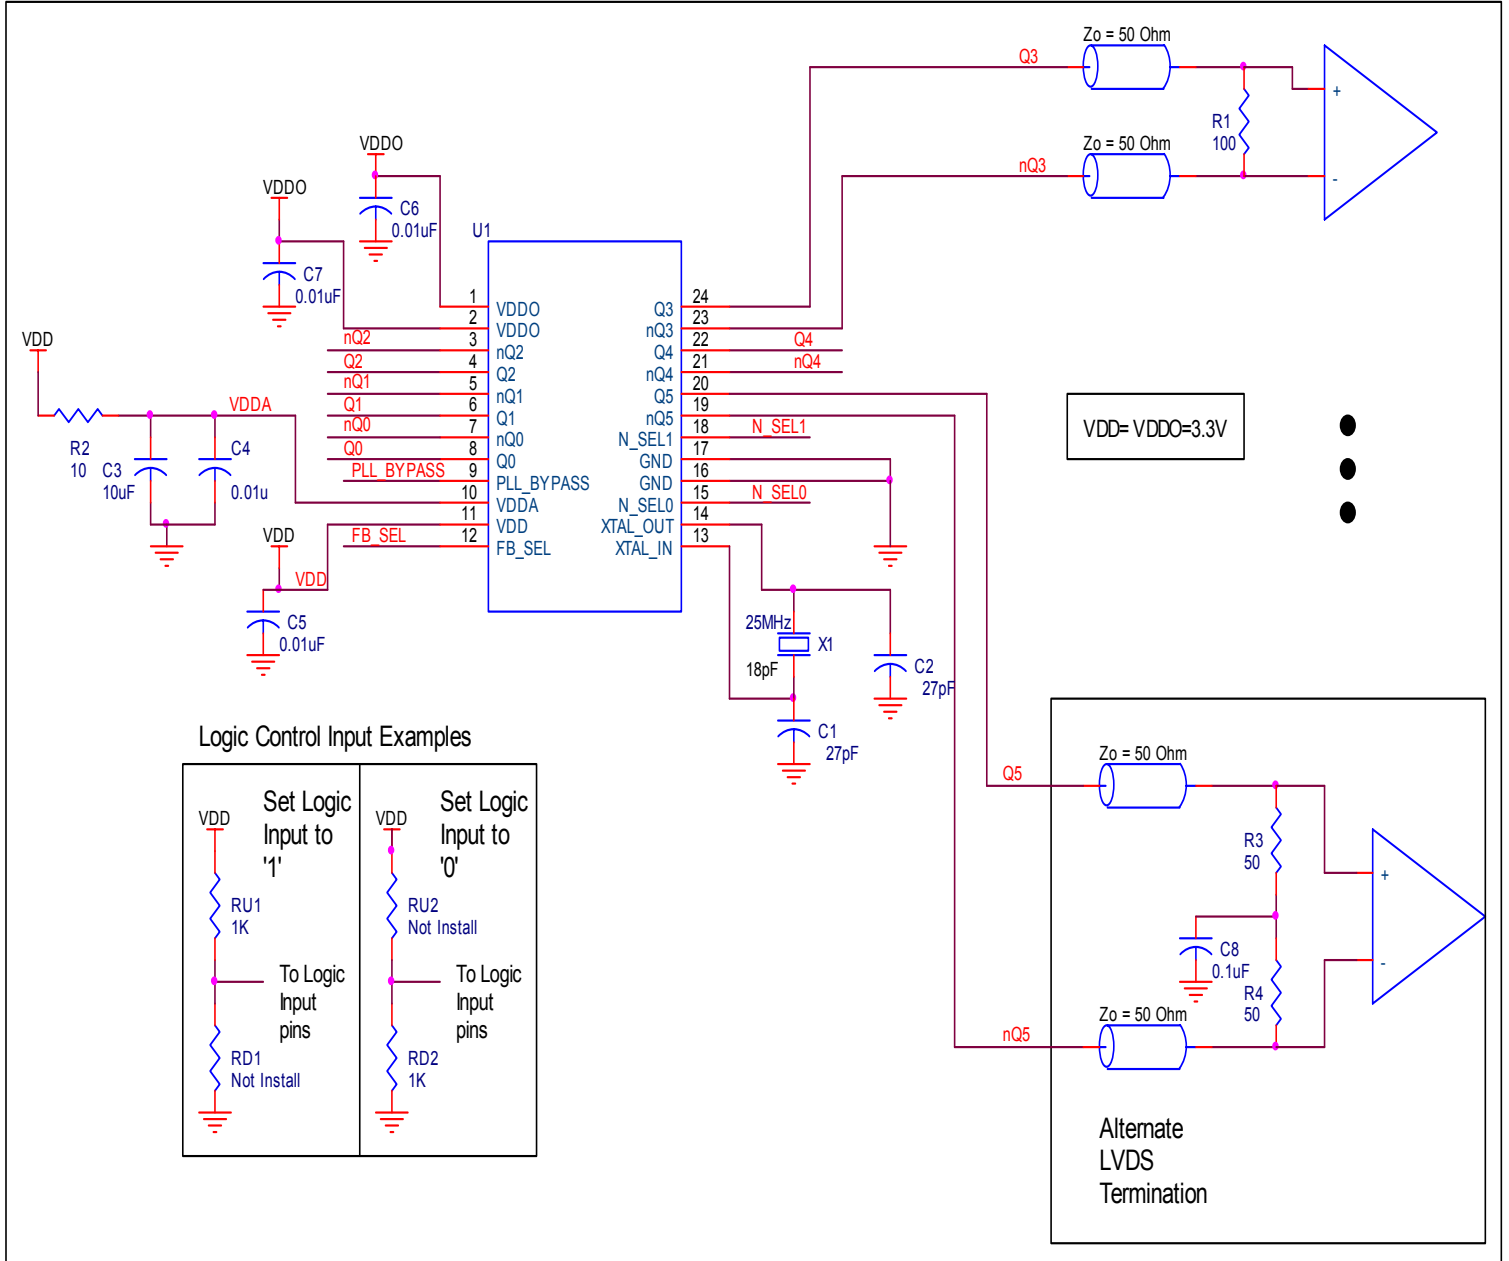 Zo = 50 Ohm
Q3
+
R1
100
Zo = 50 Ohm
nQ3
-
VDDO
VDDO
C6
0.01uF
U1
C7
0.01uF
1
VDDO
2
VDDO
nQ2
3
nQ2
Q2
4
Q2
nQ1
5
nQ1
Q1
6
Q1
nQ0
7
nQ0
Q0
8
Q0
PLL_BYPASS
9
PLL_BYPASS
10
VDDA
11
VDD
FB_SEL
12
FB_SEL
24
Q3
23
nQ3
22
Q4
Q4
21
nQ4
nQ4
20
Q5
19
nQ5
18
N_SEL1
N_SEL1
17
GND
16
GND
15
N_SEL0
N_SEL0
14
XTAL_OUT
13
XTAL_IN
VDD
VDDA
R2
10
C3
10uF
C4
0.01u
VDD
VDD
C5
0.01uF
VDD= VDDO=3.3V
25MHz
X1
18pF
C2
27pF
C1
27pF
Logic Control Input Examples
Set Logic
Input to
'1'
VDD
RU1
1K
To Logic
Input
pins
RD1
Not Install
Set Logic
Input to
'0'
VDD
RU2
Not Install
To Logic
Input
pins
RD2
1K
Zo = 50 Ohm
Q5
R3
50
+
C8
0.1uF
-
R4
50
Zo = 50 Ohm
nQ5
Alternate
LVDS
Termination